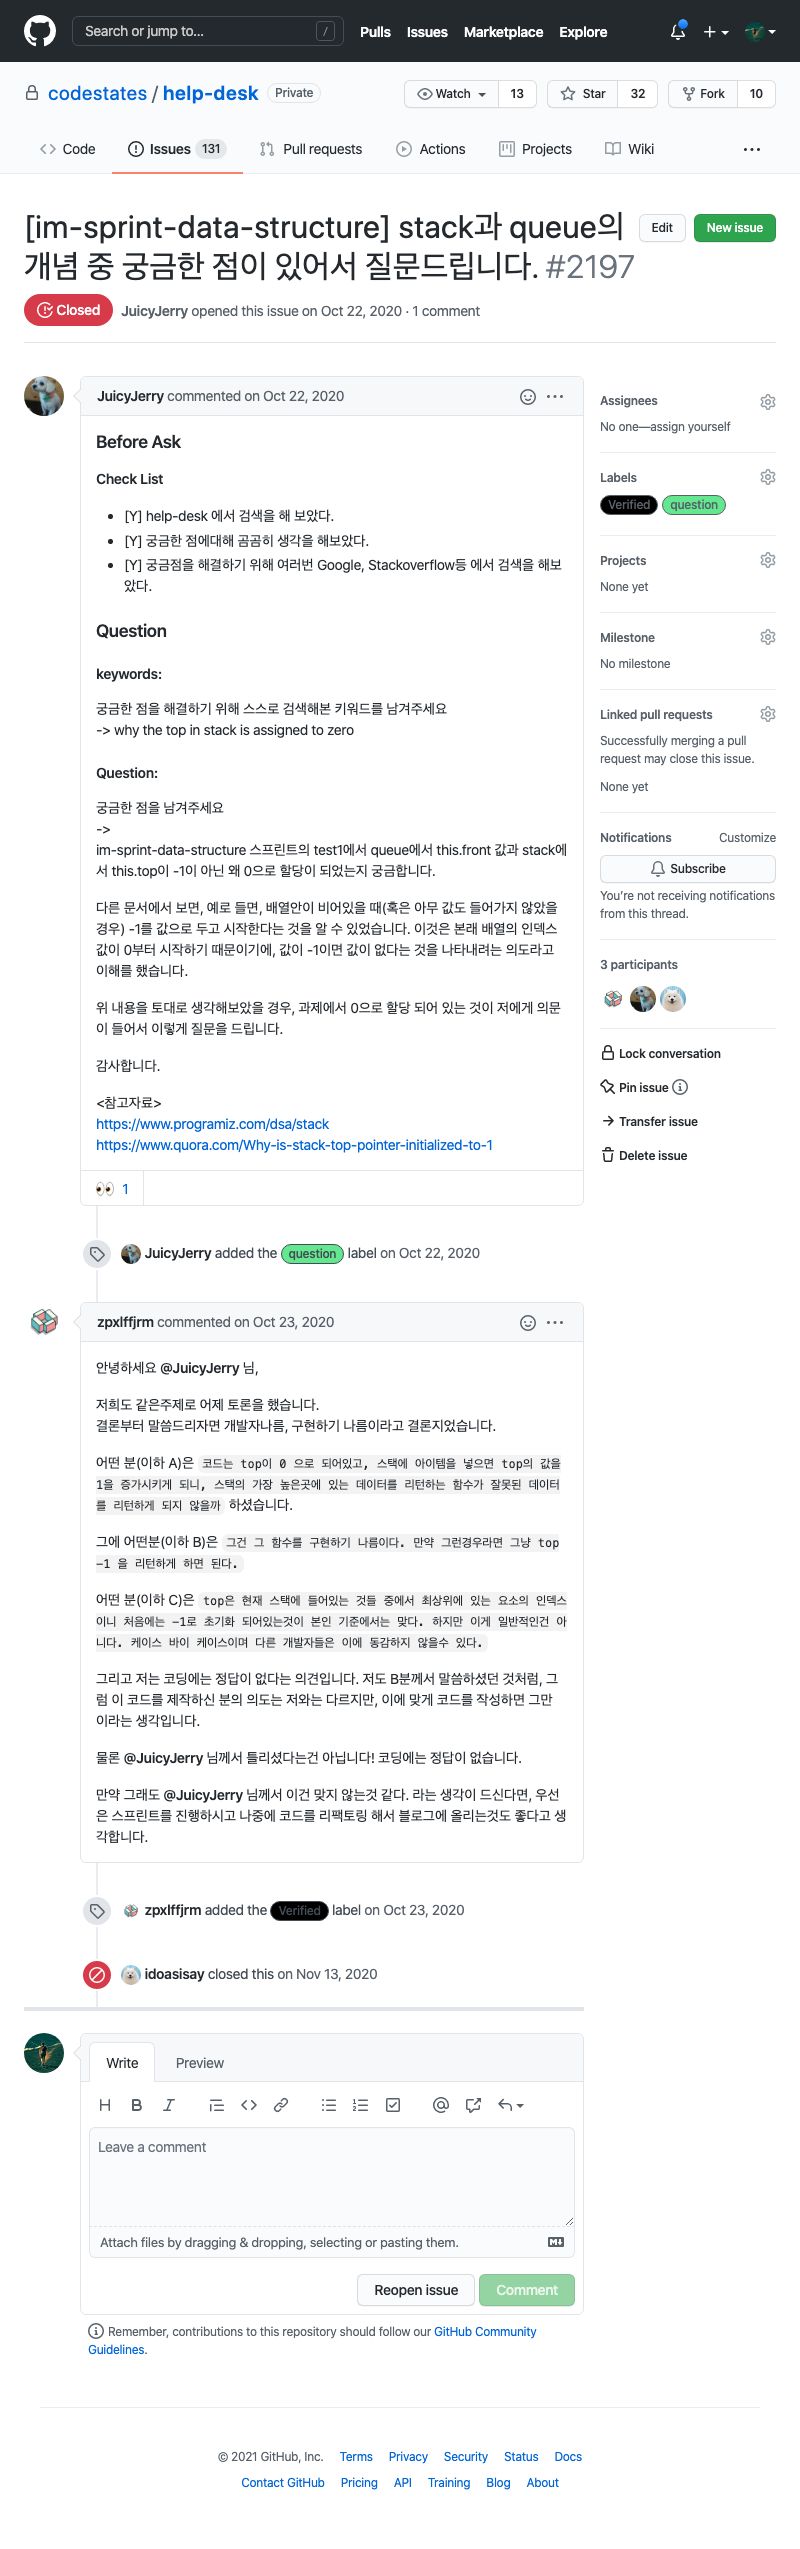 Search or jump to...
/
Pulls Issues Marketplace Explore
codestates / help-desk Private
Watch 13 Star 32 Fork 10
Code Issues 131 Pull requests Actions Projects Wiki
[im-sprint-data-structure] stack과 queue의
개념 중 궁금한 점이 있어서 질문드립니다. #2197
Edit New issue
Closed JuicyJerry opened this issue on Oct 22, 2020 · 1 comment
JuicyJerry commented on Oct 22, 2020
Before Ask
Check List
[Y] help-desk 에서 검색을 해 보았다.
[Y] 궁금한 점에대해 곰곰히 생각을 해보았다.
[Y] 궁금점을 해결하기 위해 여러번 Google, Stackoverflow등 에서 검색을 해보
았다.
Question
keywords:
궁금한 점을 해결하기 위해 스스로 검색해본 키워드를 남겨주세요
-> why the top in stack is assigned to zero
Question:
궁금한 점을 남겨주세요
->
im-sprint-data-structure 스프린트의 test1에서 queue에서 this.front 값과 stack에
서 this.top이 -1이 아닌 왜 0으로 할당이 되었는지 궁금합니다.
다른 문서에서 보면, 예로 들면, 배열안이 비어있을 때(혹은 아무 값도 들어가지 않았을
경우) -1를 값으로 두고 시작한다는 것을 알 수 있었습니다. 이것은 본래 배열의 인덱스
값이 0부터 시작하기 때문이기에, 값이 -1이면 값이 없다는 것을 나타내려는 의도라고
이해를 했습니다.
위 내용을 토대로 생각해보았을 경우, 과제에서 0으로 할당 되어 있는 것이 저에게 의문
이 들어서 이렇게 질문을 드립니다.
감사합니다.
<참고자료>
https://www.programiz.com/dsa/stack
https://www.quora.com/Why-is-stack-top-pointer-initialized-to-1
1
JuicyJerry added the question label on Oct 22, 2020
zpxlffjrm commented on Oct 23, 2020
안녕하세요 @JuicyJerry 님,
저희도 같은주제로 어제 토론을 했습니다.
결론부터 말씀드리자면 개발자나름, 구현하기 나름이라고 결론지었습니다.
어떤 분(이하 A)은 코드는 top이 0 으로 되어있고, 스택에 아이템을 넣으면 top의 값을
1을 증가시키게 되니, 스택의 가장 높은곳에 있는 데이터를 리턴하는 함수가 잘못된 데이터
를 리턴하게 되지 않을까 하셨습니다.
그에 어떤분(이하 B)은 그건 그 함수를 구현하기 나름이다. 만약 그런경우라면 그냥 top
-1 을 리턴하게 하면 된다.
어떤 분(이하 C)은 top은 현재 스택에 들어있는 것들 중에서 최상위에 있는 요소의 인덱스
이니 처음에는 -1로 초기화 되어있는것이 본인 기준에서는 맞다. 하지만 이게 일반적인건 아
니다. 케이스 바이 케이스이며 다른 개발자들은 이에 동감하지 않을수 있다.
그리고 저는 코딩에는 정답이 없다는 의견입니다. 저도 B분께서 말씀하셨던 것처럼, 그
럼 이 코드를 제작하신 분의 의도는 저와는 다르지만, 이에 맞게 코드를 작성하면 그만
이라는 생각입니다.
물론 @JuicyJerry 님께서 틀리셨다는건 아닙니다! 코딩에는 정답이 없습니다.
만약 그래도 @JuicyJerry 님께서 이건 맞지 않는것 같다. 라는 생각이 드신다면, 우선
은 스프린트를 진행하시고 나중에 코드를 리팩토링 해서 블로그에 올리는것도 좋다고 생
각합니다.
zpxlffjrm added the Verified label on Oct 23, 2020
idoasisay closed this on Nov 13, 2020
Assignees
No one—assign yourself
Labels
Verified question
Projects
None yet
Milestone
No milestone
Linked pull requests
Successfully merging a pull
request may close this issue.
None yet
Notifications Customize
Subscribe
You're not receiving notifications
from this thread.
3 participants
Lock conversation
Pin issue
Transfer issue
Delete issue
Write Preview
Leave a comment
Attach files by dragging & dropping, selecting or pasting them.
Reopen issue Comment
Remember, contributions to this repository should follow our GitHub Community
Guidelines.
© 2021 GitHub, Inc. Terms Privacy Security Status Docs
Contact GitHub Pricing API Training Blog About